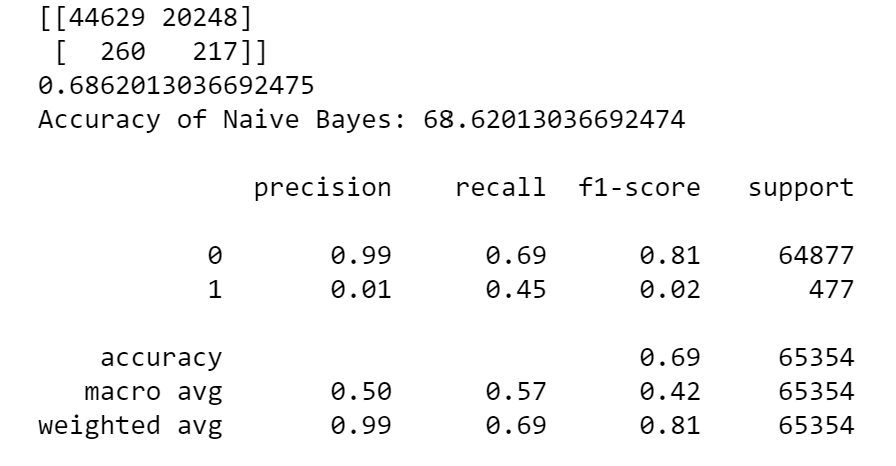 [[44629 20248]
[ 260 217]]
0.6862013036692475
Accuracy of Naive Bayes: 68.62013036692474
precision recall f1-score support
0 0.99 0.69 0.81 64877
1 0.01 0.45 0.02 477
accuracy 0.69 65354
macro avg 0.50 0.57 0.42 65354
weighted avg 0.99 0.69 0.81 65354